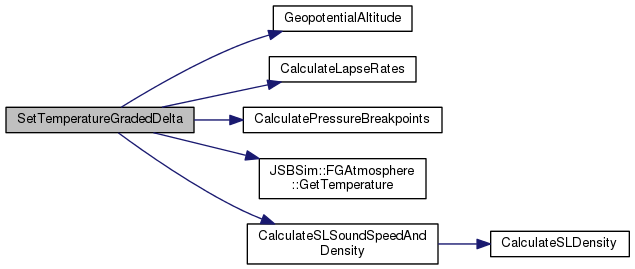 GeopotentialAltitude
CalculateLapseRates
SetTemperatureGradedDelta
CalculatePressureBreakpoints
JSBSim::FGAtmosphere
::GetTemperature
CalculateSLSoundSpeedAnd
Density
CalculateSLDensity